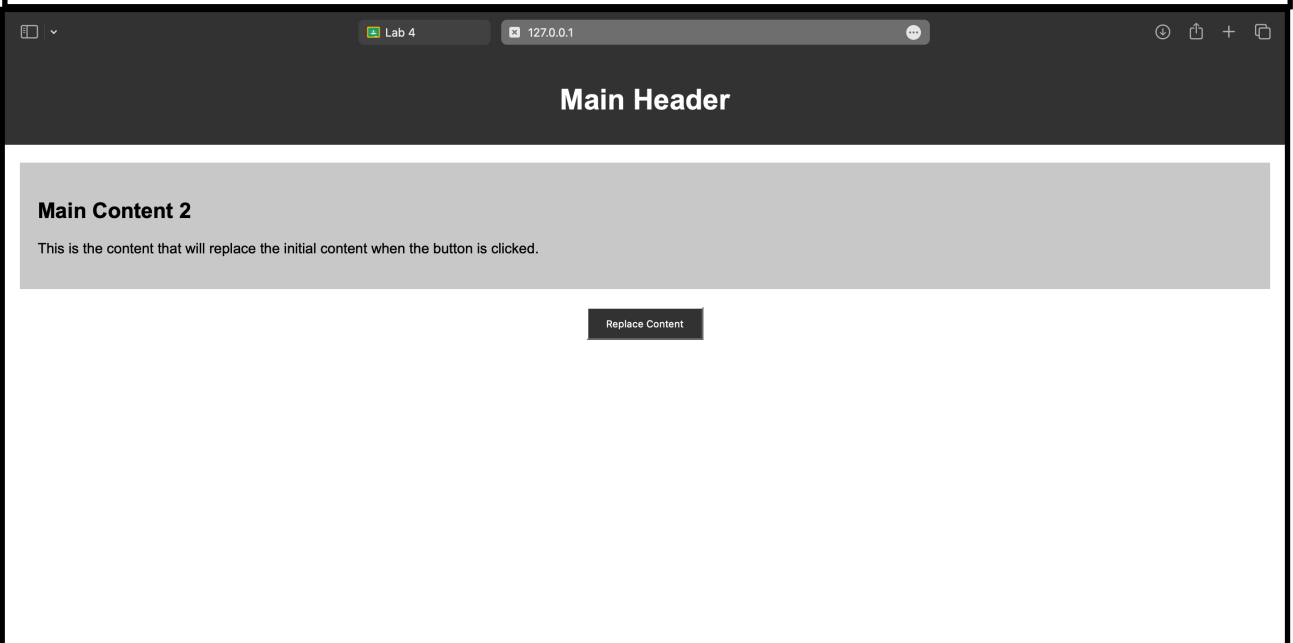 Lab 4
127.0.0.1
Main Header
Main Content 2
This is the content that will replace the initial content when the button is clicked.
Replace Content